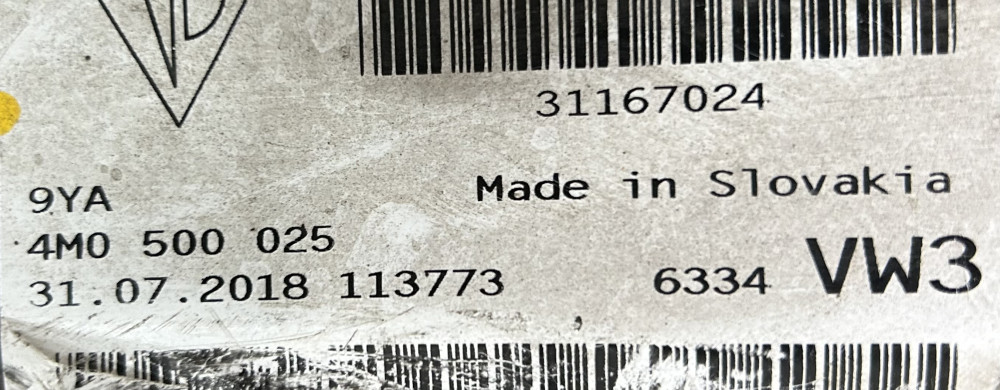 31167024
Made in Slovakia
9YA
4M0 500 025
31.07.2018 113773 6334 VW3